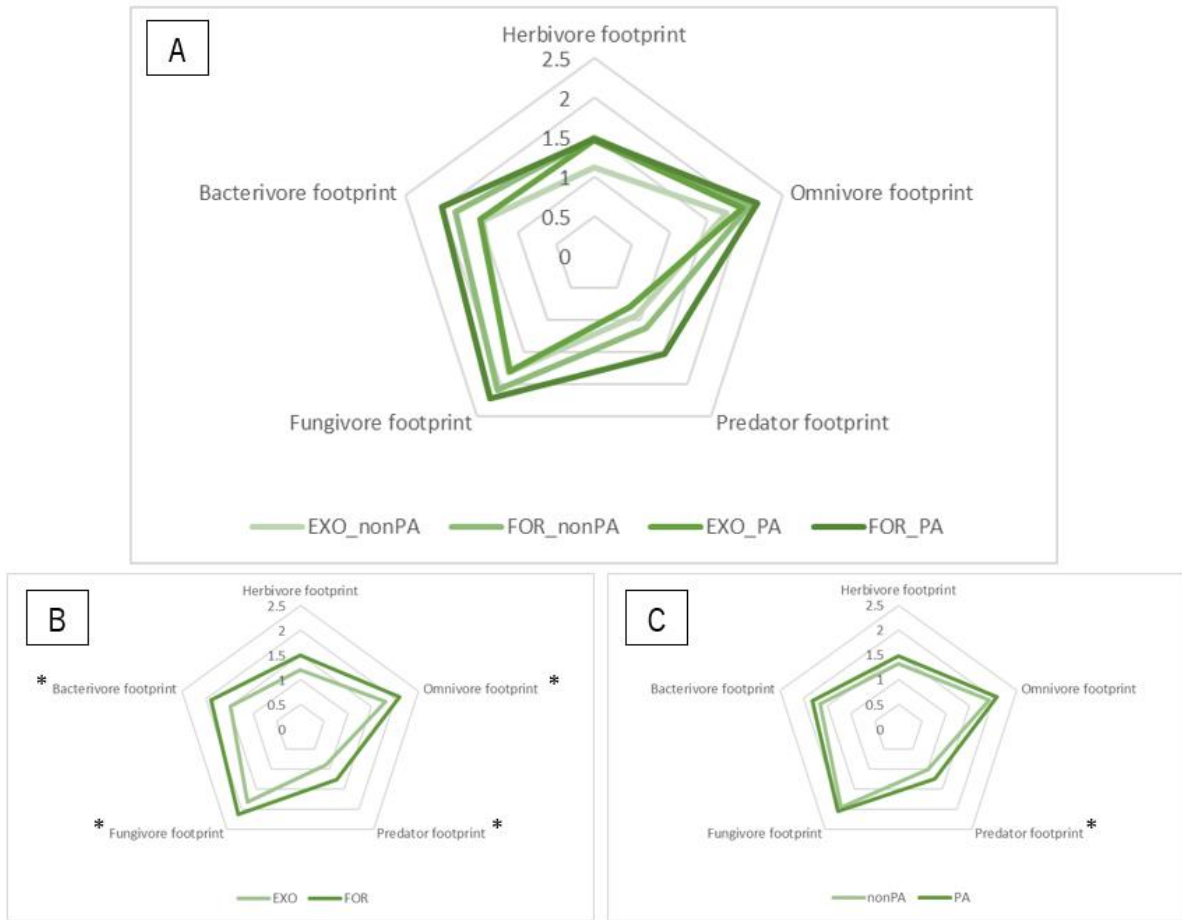 A
Herbivore footprint
2.5
2
1.5
1
0.5
0
Omnivore footprint
Bacterivore footprint
Fungivore footprint
Predator footprint
EXO_nonPA FOR_nonPA EXO_PA FOR_PA
B
Herbivore footprint
2.5
2
1.5
1
0.5
0
* Bacterivore footprint
Omnivore footprint *
* Fungivore footprint
Predator footprint *
EXO FOR
C
Herbivore footprint
2.5
2
1.5
1
0.5
0
Bacterivore footprint
Omnivore footprint
Fungivore footprint
Predator footprint *
nonPA PA